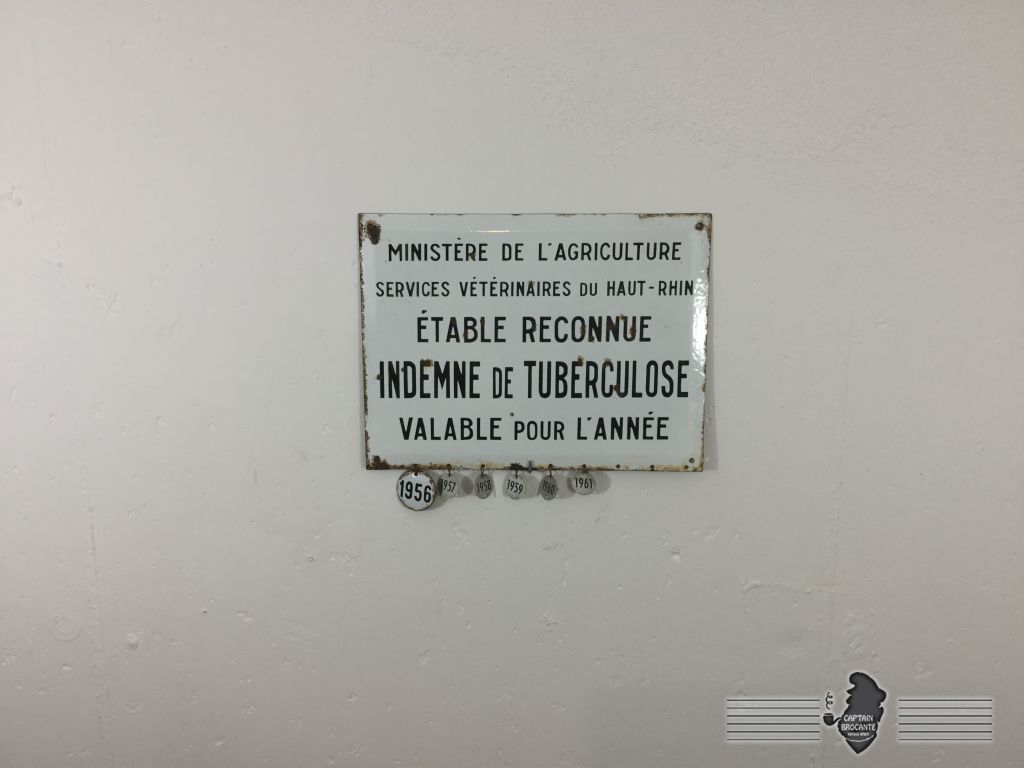 MINISTÈRE DE L'AGRICULTURE
SERVICES VÉTÉRINAIRES DU HAUT-RHIN
ÉTABLE RECONNUE
INDEMNE DE TUBERCULOSE
VALABLE POUR L'ANNÉE
1956 1957 1958 1959 1960 1961
CAPTAIN
BROCANTE